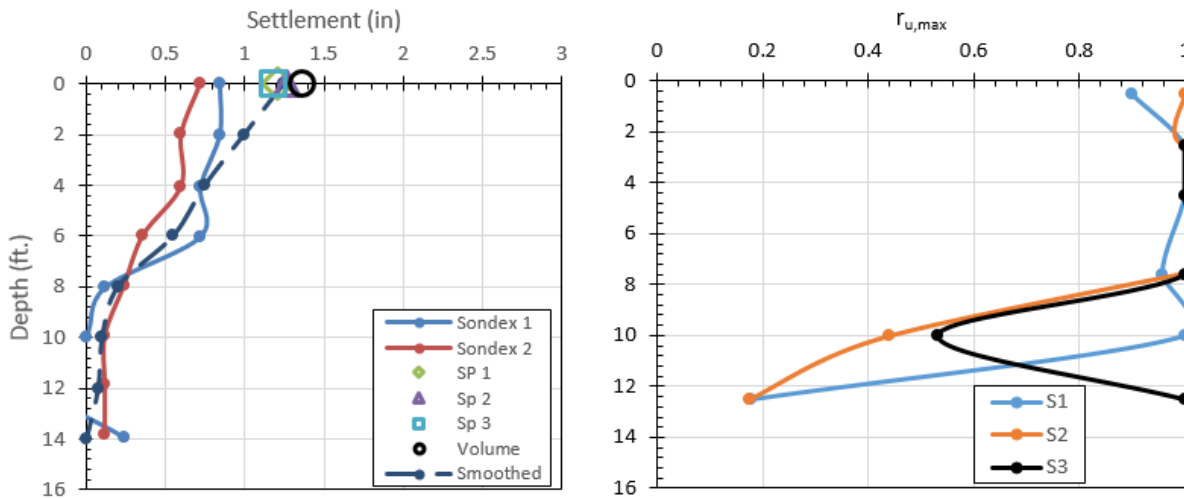 Settlement (in)
0 0.5 1 1.5 2 2.5 3
0
2
4
6
8
10
12
14
16
Depth (ft.)
Sondex 1
Sondex 2
SP 1
Sp 2
Sp 3
Volume
Smoothed
r u,max
0 0.2 0.4 0.6 0.8 1
0
2
4
6
8
10
12
14
16
S1
S2
S3